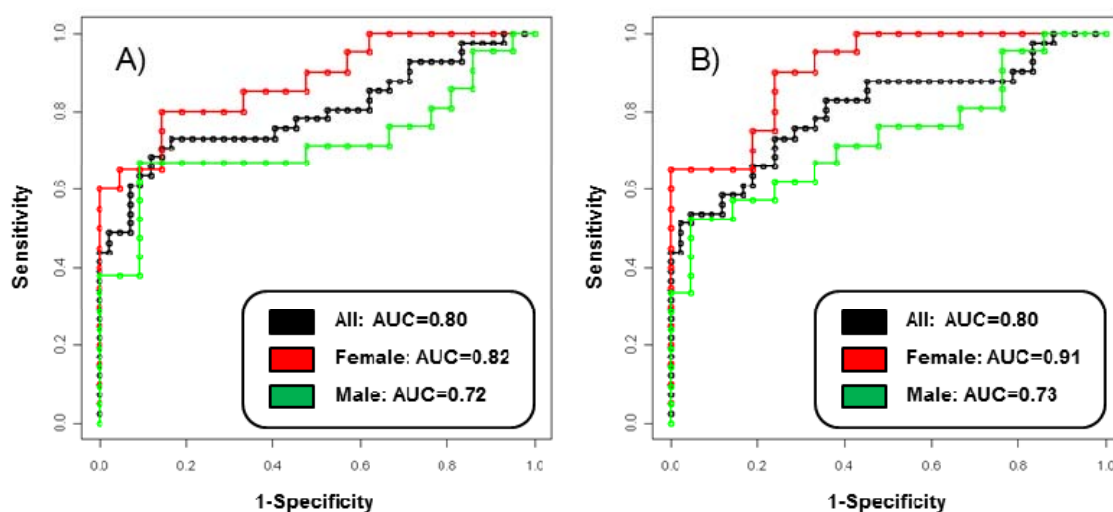 A)
Sensitivity
1.0
0.8
0.6
0.4
0.2
0.0
All: AUC=0.80
Female: AUC=0.82
Male: AUC=0.72
0.0 0.2 0.4 0.6 0.8 1.0
1-Specificity
B)
Sensitivity
1.0
0.8
0.6
0.4
0.2
0.0
All: AUC=0.80
Female: AUC=0.91
Male: AUC=0.73
0.0 0.2 0.4 0.6 0.8 1.0
1-Specificity